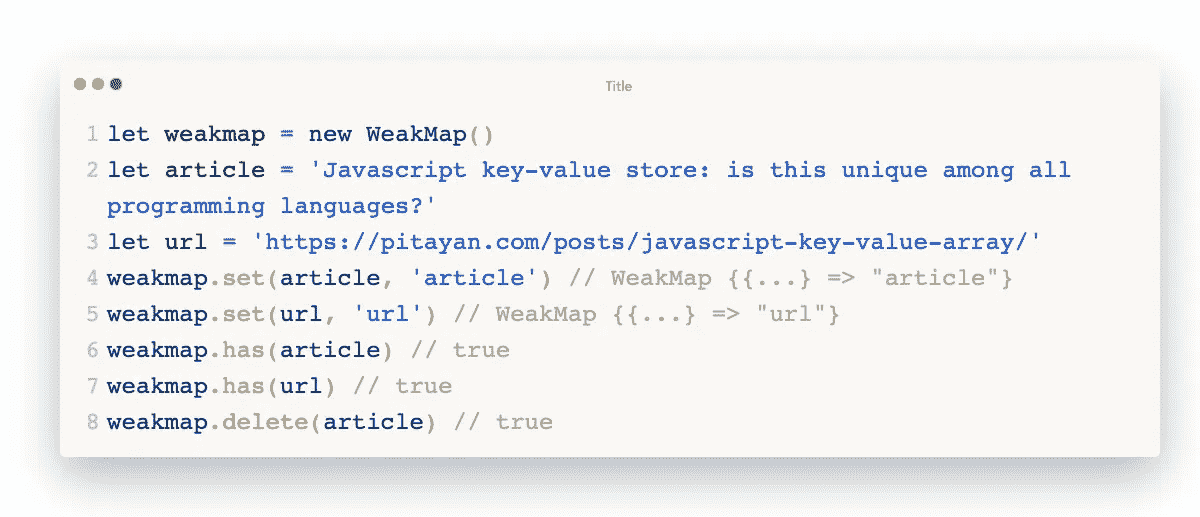 Title
1 let weakmap = new WeakMap()
2 let article = 'Javascript key-value store: is this unique among all
programming languages?'
3 let url = 'https://pitayan.com/posts/javascript-key-value-array/'
4 weakmap.set(article, 'article') // WeakMap {{...} => "article"}
5 weakmap.set(url, 'url') // WeakMap {{...} => "url"}
6 weakmap.has(article) // true
7 weakmap.has(url) // true
8 weakmap.delete(article) // true